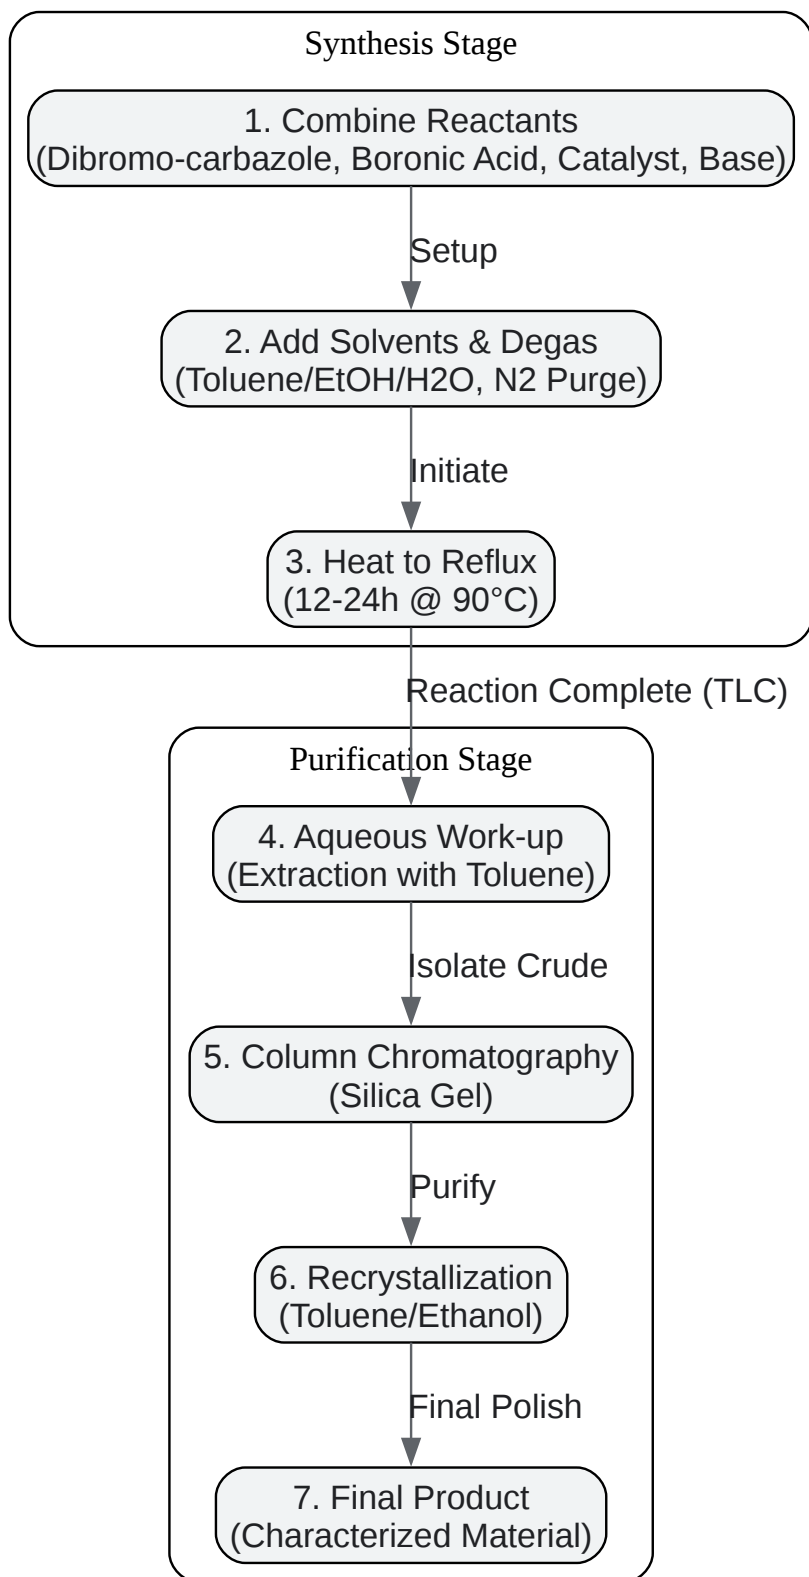 Synthesis Stage
1. Combine Reactants
(Dibromo-carbazole, Boronic Acid, Catalyst, Base)
Setup
2. Add Solvents & Degas
(Toluene/EtOH/H2O, N2 Purge)
Initiate
3. Heat to Reflux
(12-24h @ 90°C)
Reaction Complete (TLC)
Purification Stage
4. Aqueous Work-up
(Extraction with Toluene)
Isolate Crude
5. Column Chromatography
(Silica Gel)
Purify
6. Recrystallization
(Toluene/Ethanol)
Final Polish
7. Final Product
(Characterized Material)